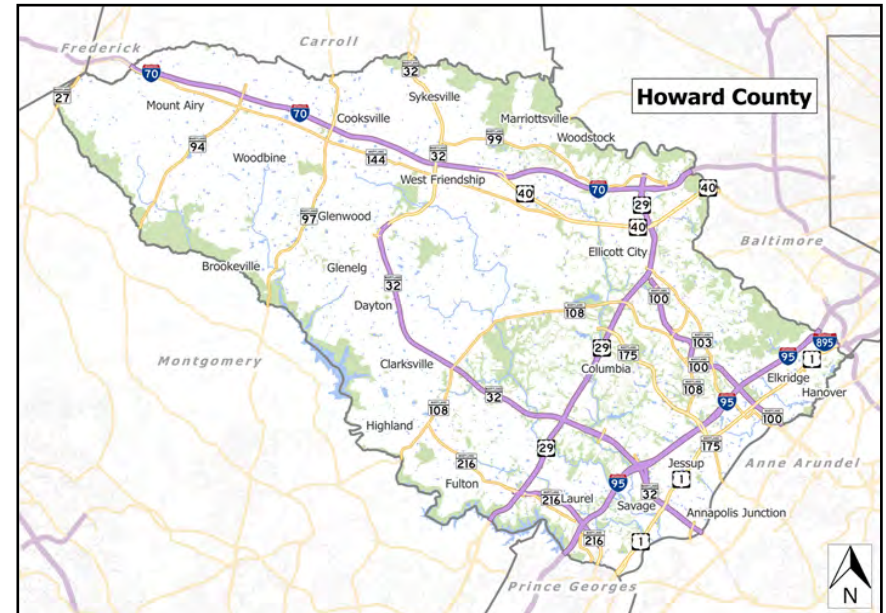 Carroll
Frederick
70
32
27
Sykesville
Howard County
Mount Airy
70
Cooksville
Marriottsville
94
99
Woodstock
Woodbine
144
32
West Friendship
70
40
40
29
97
Glenwood
40
Baltimore
Ellicott City
Brookeville
Glenelg
32
100
Dayton
108
103
895
Montgomery
29
175
95
1
Clarksville
Columbia
100
Elkridge
32
108
Hanover
108
95
100
Highland
29
175
216
Jessup
Anne Arundel
Fulton
95
1
216
Laurel
32
Savage
Annapolis Junction
216
1
Prince Georges
N